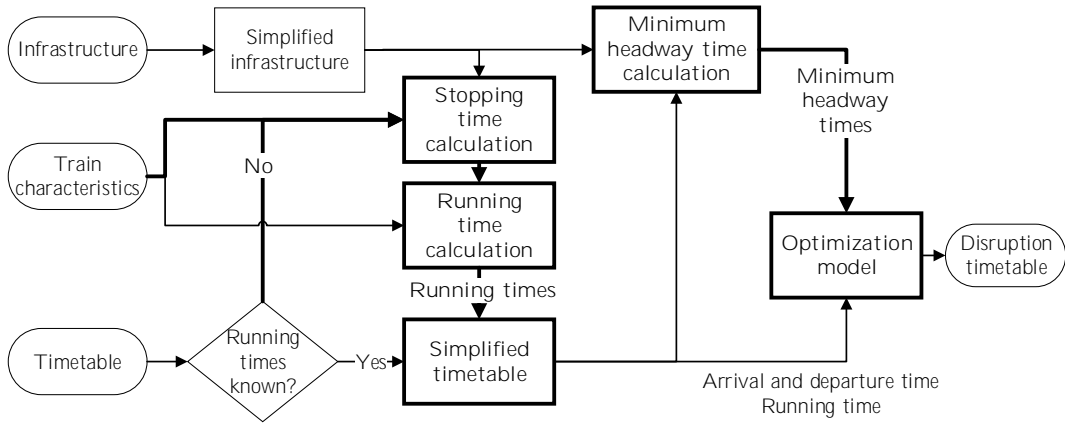 Infrastructure
Simplified
infrastructure
Minimum
headway time
calculation
Minimum
headway
times
Stopping
time
calculation
No
Train
characteristics
Running
time
calculation
Optimization
model
Disruption
timetable
Running times
Timetable
Running
times
known?
Yes
Simplified
timetable
Arrival and departure time
Running time